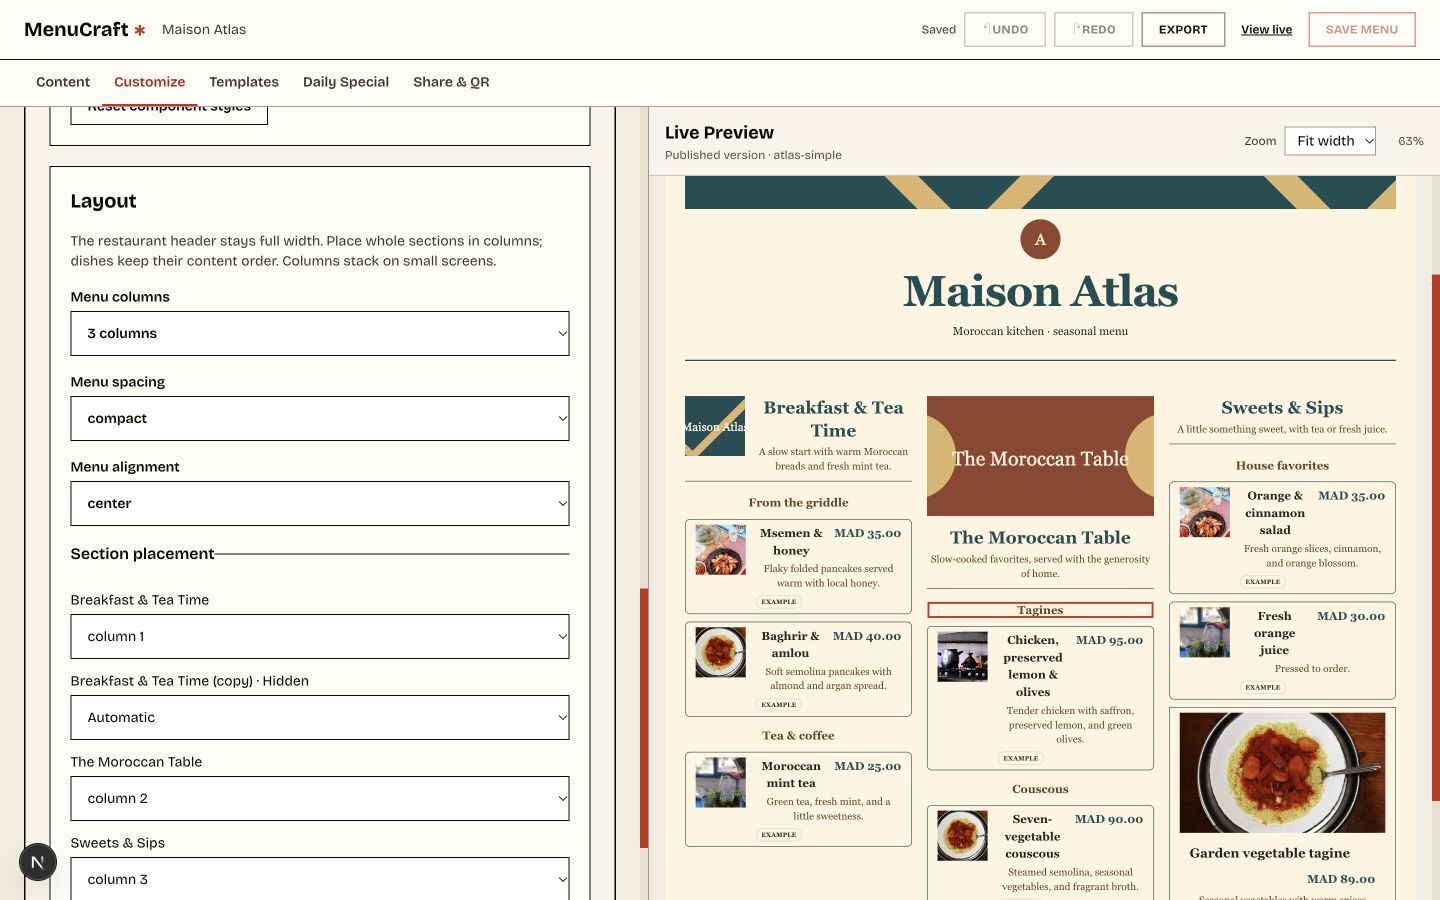 MenuCraft * Maison Atlas
Saved UNDO REDO EXPORT View live SAVE MENU
Content Customize Templates Daily Special Share & QR
Reset component styles
Layout
The restaurant header stays full width. Place whole sections in columns;
dishes keep their content order. Columns stack on small screens.
Menu columns
3 columns
Menu spacing
compact
Menu alignment
center
Section placement
Breakfast & Tea Time
column 1
Breakfast & Tea Time (copy) · Hidden
Automatic
The Moroccan Table
column 2
Sweets & Sips
column 3
N
Live Preview
Published version · atlas-simple
Zoom Fit width 63%
A
Maison Atlas
Moroccan kitchen · seasonal menu
Maison Atlas
Breakfast & Tea
Time
A slow start with warm Moroccan
breads and fresh mint tea.
From the griddle
Msemen & MAD 35.00
honey
Flaky folded pancakes served
warm with local honey.
EXAMPLE
Baghrir & MAD 40.00
amlou
Soft semolina pancakes with
almond and argan spread.
EXAMPLE
Tea & coffee
Moroccan MAD 25.00
mint tea
Green tea, fresh mint, and a
little sweetness.
EXAMPLE
The Moroccan Table
The Moroccan Table
Slow-cooked favorites, served with the generosity
of home.
Tagines
Chicken, MAD 95.00
preserved
lemon &
olives
Tender chicken with saffron,
preserved lemon, and green
olives.
EXAMPLE
Couscous
Seven- MAD 90.00
vegetable
couscous
Steamed semolina, seasonal
vegetables, and fragrant broth.
Sweets & Sips
A little something sweet, with tea or fresh juice.
House favorites
Orange & MAD 35.00
cinnamon
salad
Fresh orange slices, cinnamon,
and orange blossom.
EXAMPLE
Fresh MAD 30.00
orange
juice
Pressed to order.
EXAMPLE
Garden vegetable tagine
MAD 89.00
Seasonal vegetables with warm spices